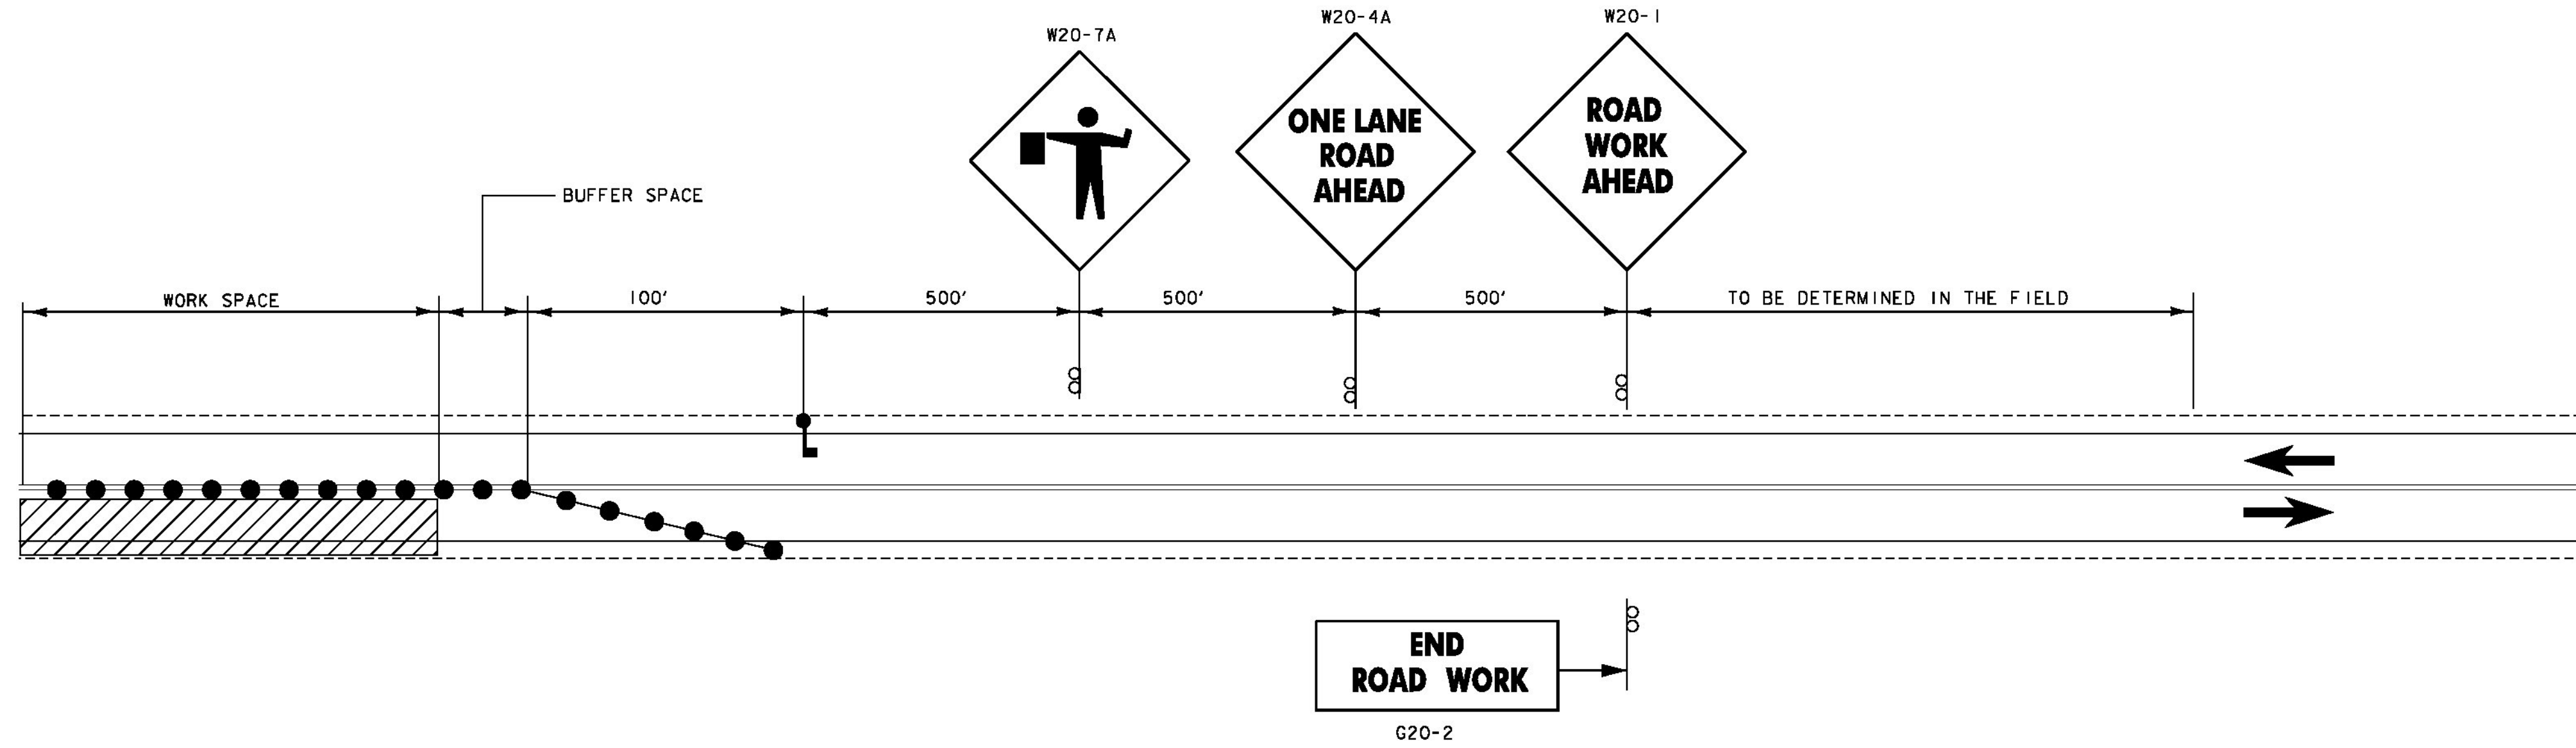 W20-7A
W20-4A
W20-1
ONE LANE
ROAD
AHEAD
ROAD
WORK
AHEAD
BUFFER SPACE
WORK SPACE
100'
500'
500'
500'
TO BE DETERMINED IN THE FIELD
END
ROAD WORK
G20-2